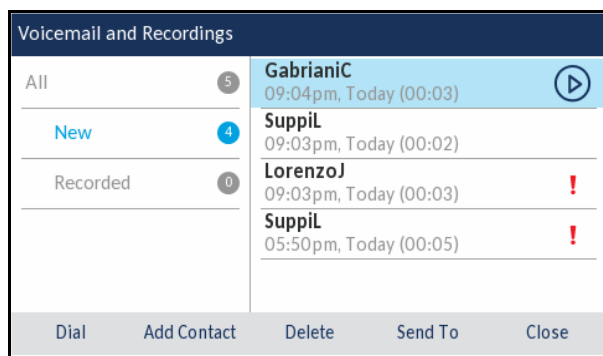 Voicemail and Recordings
All 5
New 4
Recorded 0
GabrianiC
09:04pm, Today (00:03)
SuppiL
09:03pm, Today (00:02)
LorenzoJ
09:03pm, Today (00:03)
!
SuppiL
05:50pm, Today (00:05)
!
Dial Add Contact Delete Send To Close